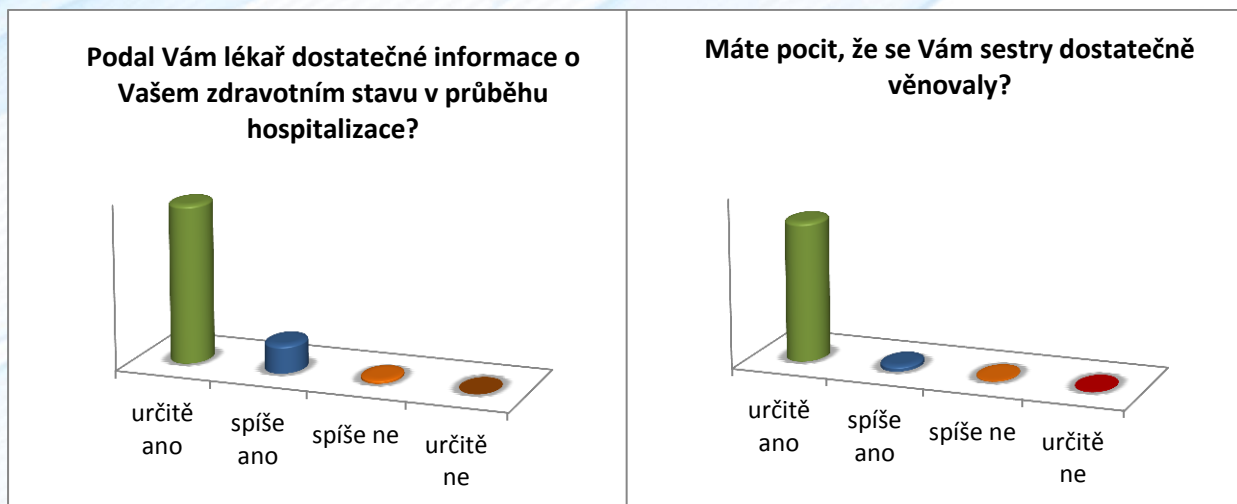 Podal Vám lékař dostatečné informace o
Vašem zdravotním stavu v průběhu
hospitalizace?
určitě
ano
spíše
ano
spíše ne
určitě
ne
Máte pocit, že se Vám sestry dostatečně
věnovaly?
určitě
ano
spíše
ano
spíše ne
určitě
ne